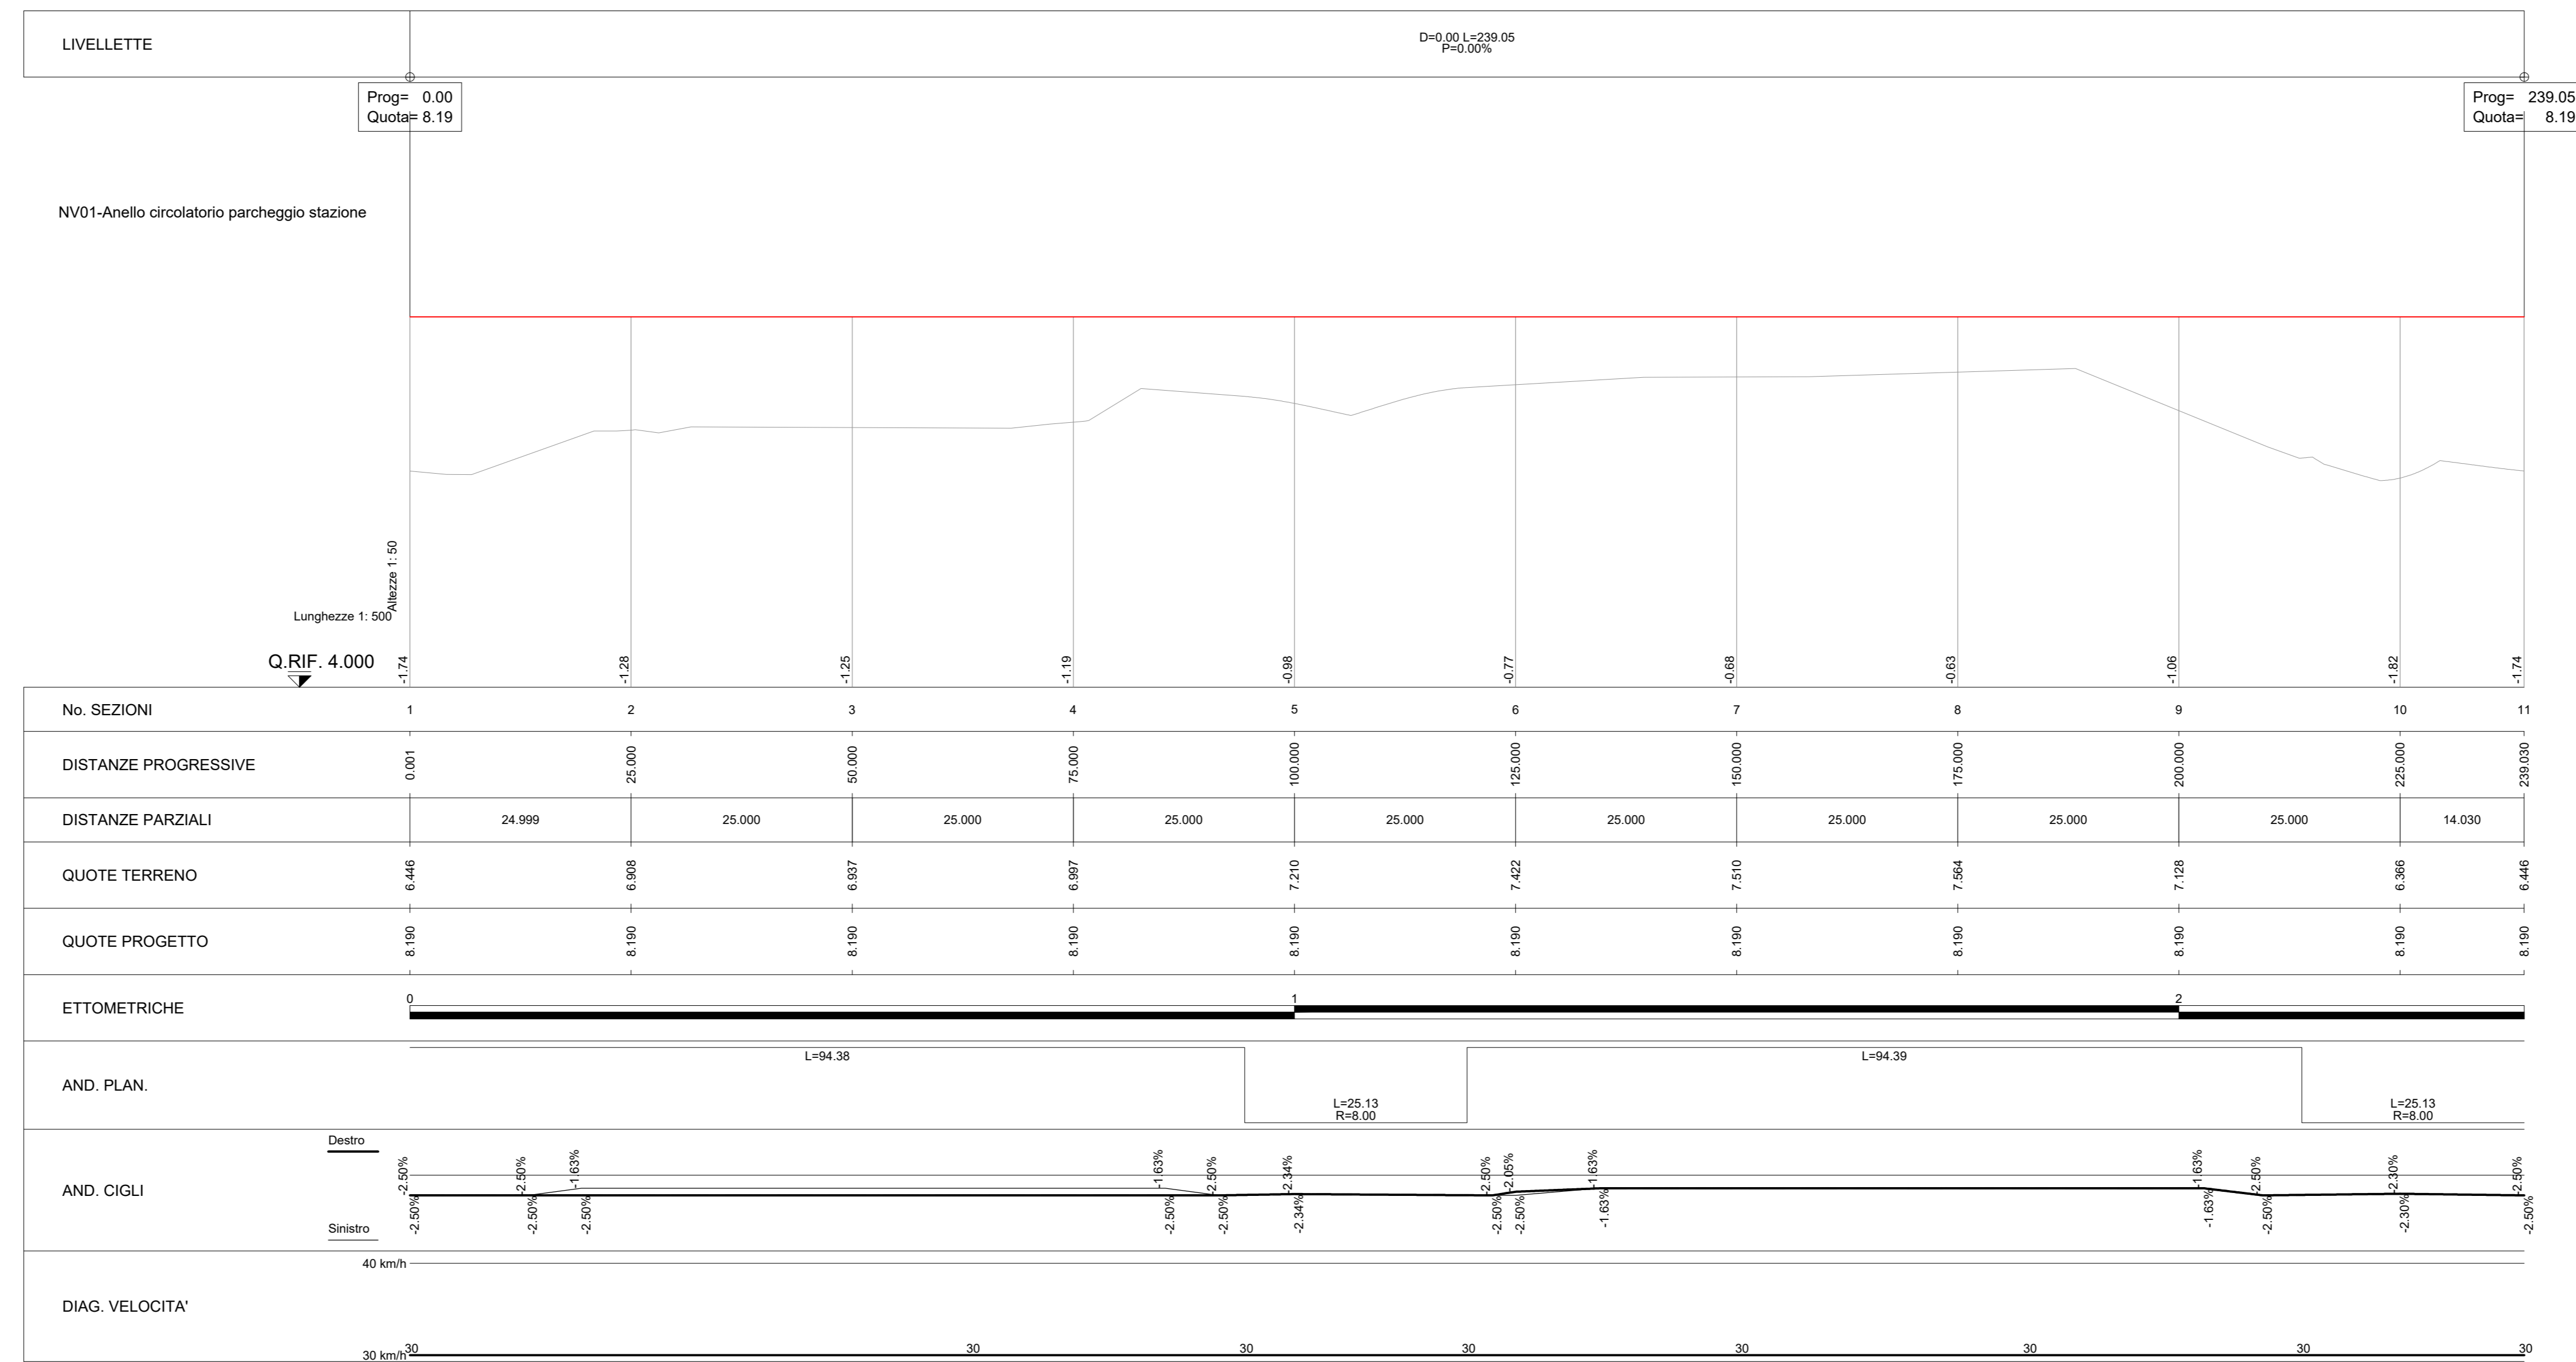 LIVELLETTE
D=0.00 L=239.05
P=0.00%
Prog= 0.00
Quota= 8.19
Prog= 239.05
Quota= 8.19
NV01-Anello circolatorio parcheggio stazione
Altezze 1: 50
Lunghezze 1: 500
Q.RIF. 4.000
-1.74 -1.28 -1.25 -1.19 -0.98 -0.77 -0.68 -0.63 -1.06 -1.82 -1.74
No. SEZIONI 1 2 3 4 5 6 7 8 9 10 11
DISTANZE PROGRESSIVE 0.001 25.000 50.000 75.000 100.000 125.000 150.000 175.000 200.000 225.000 239.030
DISTANZE PARZIALI 24.999 25.000 25.000 25.000 25.000 25.000 25.000 25.000 25.000 14.030
QUOTE TERRENO 6.446 6.908 6.937 6.997 7.210 7.422 7.510 7.564 7.128 6.366 6.446
QUOTE PROGETTO 8.190 8.190 8.190 8.190 8.190 8.190 8.190 8.190 8.190 8.190 8.190
ETTOMETRICHE 0 1 2
AND. PLAN.
L=94.38 L=94.39
L=25.13 L=25.13
R=8.00 R=8.00
AND. CIGLI
Destro
-2.50% -2.50% -1.63% -1.63% -2.50% -2.34% -2.50% -2.05% -1.63% -1.63% -2.50% -2.30% -2.50%
Sinistro
-2.50% -2.50% -2.50% -2.50% -2.50% -2.34% -2.50% -2.50% -1.63% -1.63% -2.50% -2.30% -2.50%
40 km/h
DIAG. VELOCITA'
30 km/h 30 30 30 30 30 30 30 30